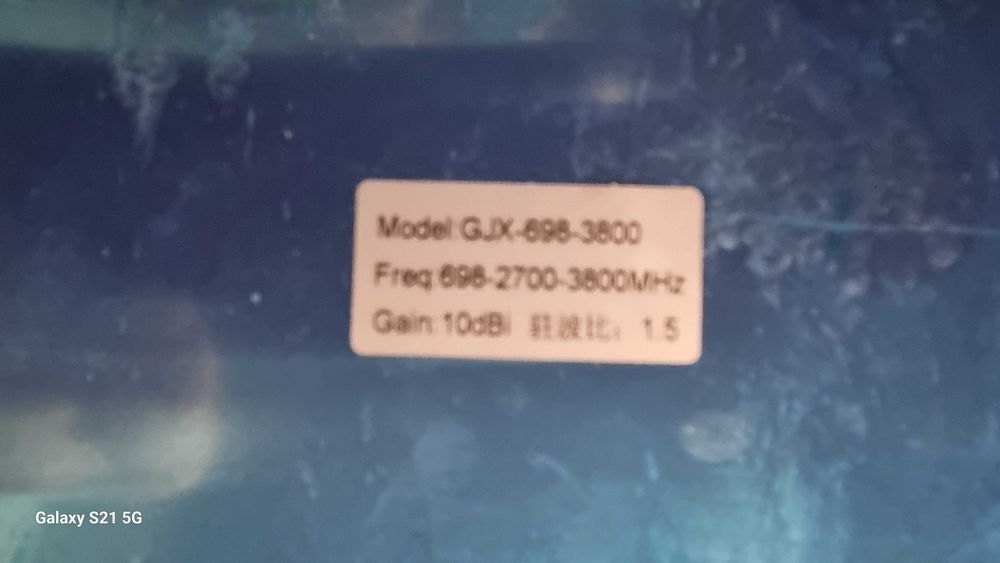 Model:GJX-698-3800
Freq:698-2700-3800MHz
Gain:10dBi 驻波比：1.5
Galaxy S21 5G